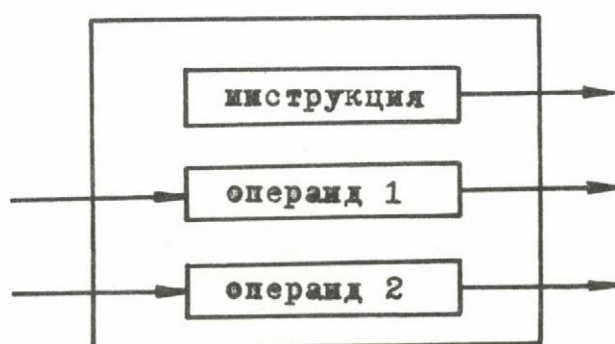 инструкция
операнд 1
операнд 2